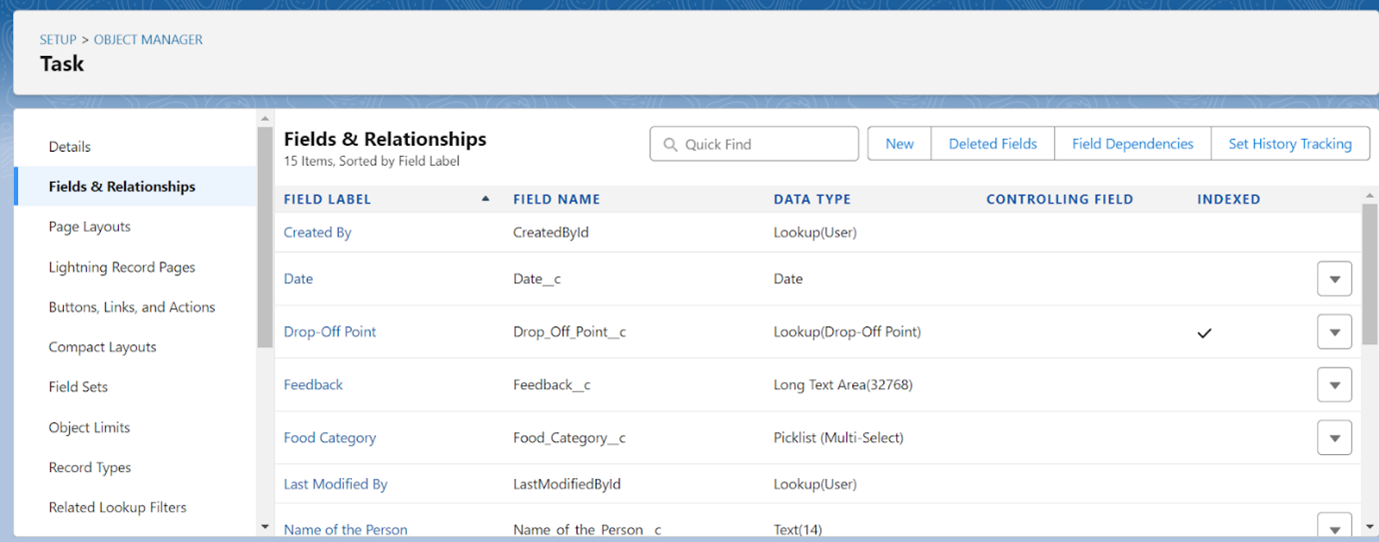 SETUP > OBJECT MANAGER
Task
Details
Fields & Relationships
Page Layouts
Lightning Record Pages
Buttons, Links, and Actions
Compact Layouts
Field Sets
Object Limits
Record Types
Related Lookup Filters
Fields & Relationships
15 Items, Sorted by Field Label
Quick Find
New
Deleted Fields
Field Dependencies
Set History Tracking
FIELD LABEL FIELD NAME DATA TYPE CONTROLLING FIELD INDEXED
Created By CreatedById Lookup(User)
Date Date__c Date
Drop-Off Point Drop_Off_Point__c Lookup(Drop-Off Point)
Feedback Feedback__c Long Text Area(32768)
Food Category Food_Category__c Picklist (Multi-Select)
Last Modified By LastModifiedById Lookup(User)
Name of the Person Name_of_the_Person__c Text(14)